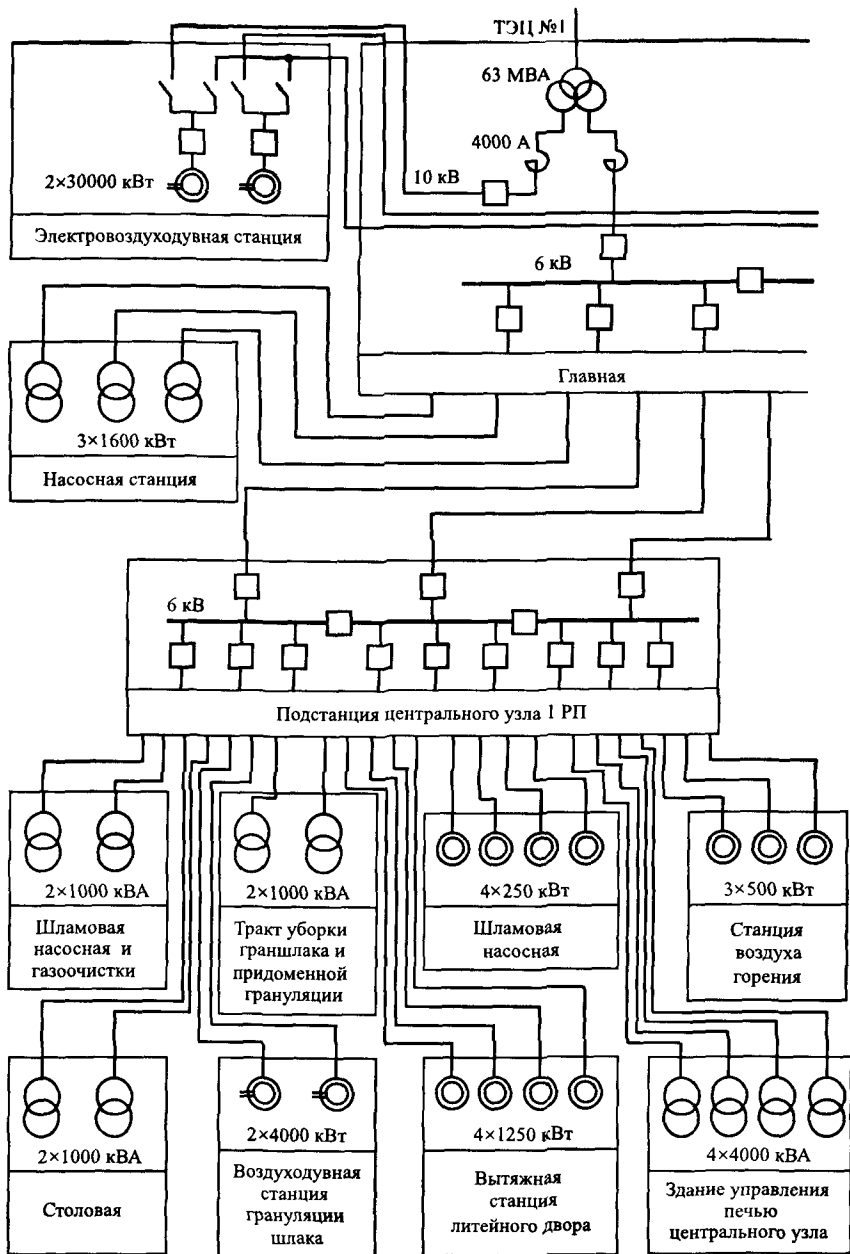 ТЭЦ №1
63 МВА
4000 А
2×30000 кВт
10 кВ
Электровоздуходувная станция
6 кВ
Главная
3×1600 кВт
Насосная станция
6 кВ
Подстанция центрального узла 1 РП
2×1000 кВА
Шламовая
насосная и
газоочистки
2×1000 кВА
Тракт уборки
граншлака и
придоменной
грануляции
4×250 кВт
Шламовая
насосная
3×500 кВт
Станция
воздуха
горения
2×1000 кВА
Столовая
2×4000 кВт
Воздуходувная
станция
грануляции
шлака
4×1250 кВт
Вытяжная
станция
литейного двора
4×4000 кВА
Здание управления
печью
центрального узла